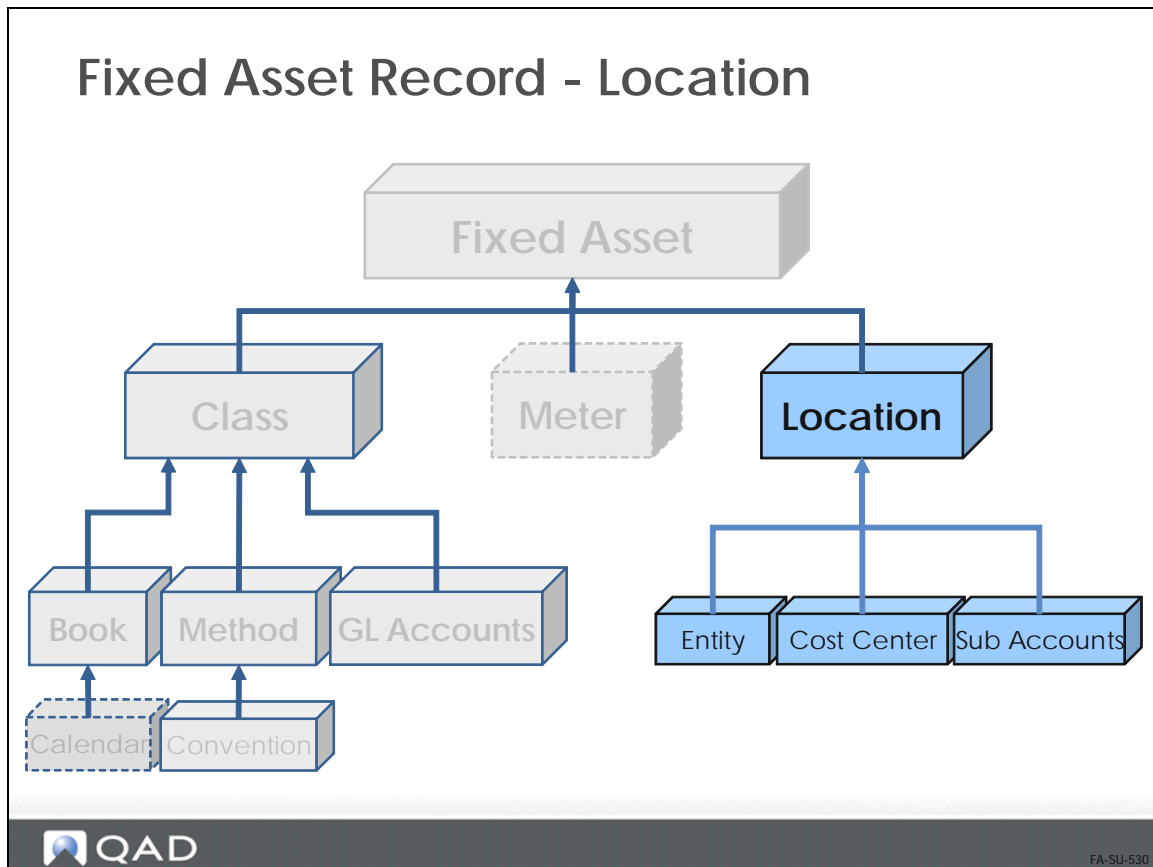 Fixed Asset Record - Location
Fixed Asset
Class
Meter
Location
Book
Method
GL Accounts
Entity
Cost Center
Sub Accounts
Calendar
Convention
QAD
FA-SU-530